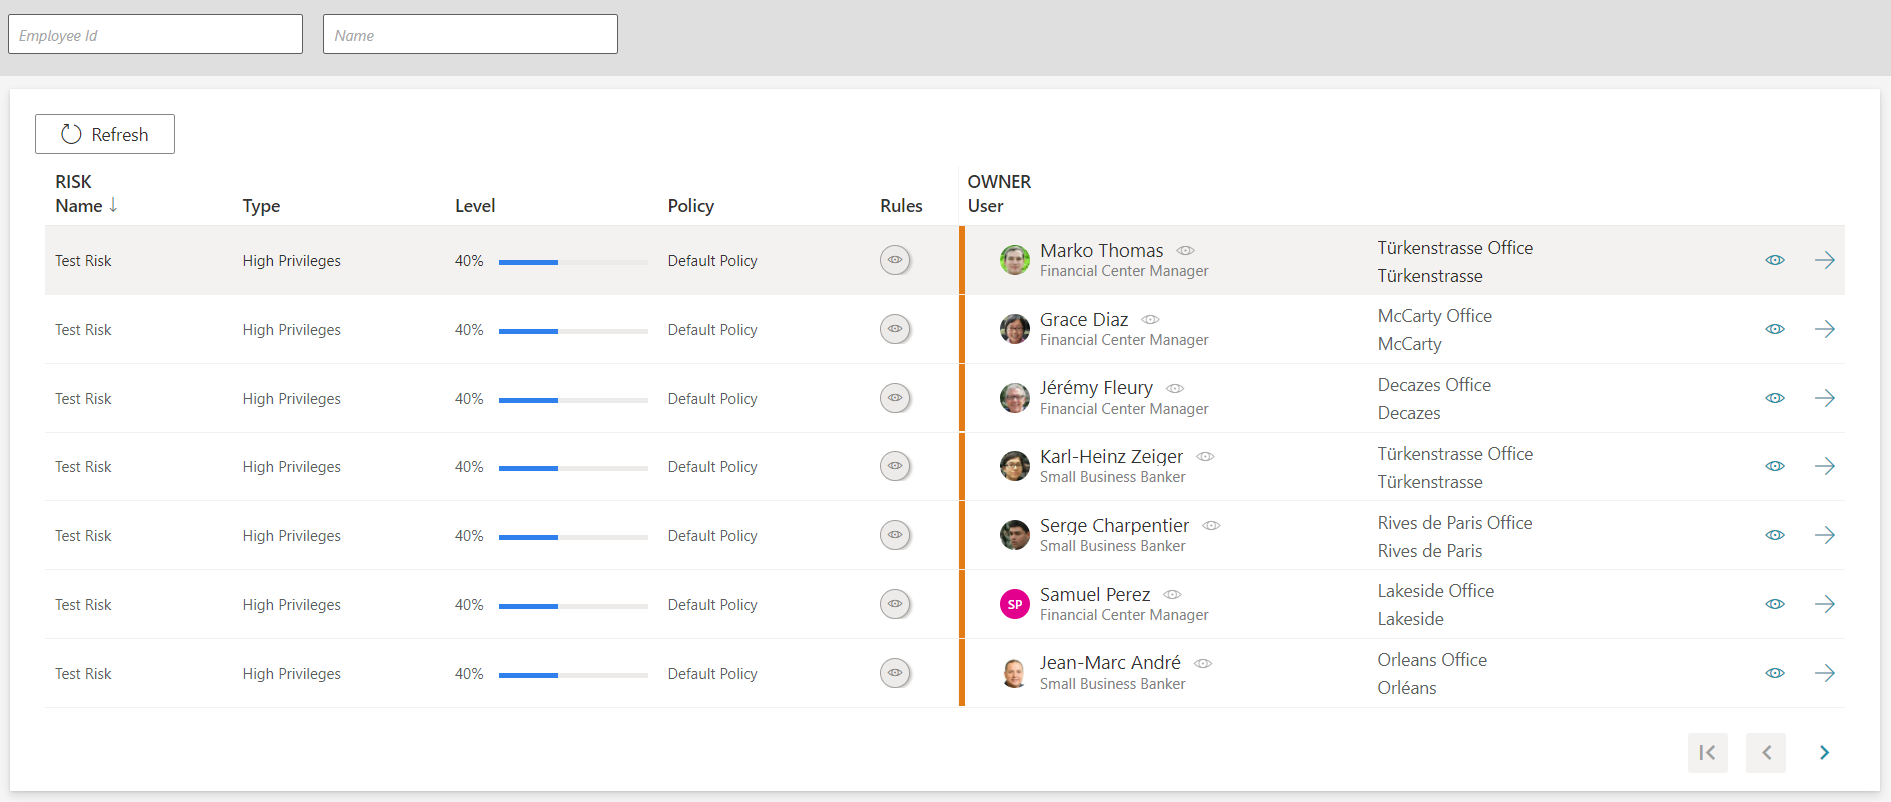 Employee Id
Name
Refresh
RISK
OWNER
Name Type Level Policy Rules User
Test Risk High Privileges 40% Default Policy Marko Thomas Türkenstrasse Office
Financial Center Manager Türkenstrasse
Test Risk High Privileges 40% Default Policy Grace Diaz McCarty Office
Financial Center Manager McCarty
Test Risk High Privileges 40% Default Policy Jérémy Fleury Decazes Office
Financial Center Manager Decazes
Test Risk High Privileges 40% Default Policy Karl-Heinz Zeiger Türkenstrasse Office
Small Business Banker Türkenstrasse
Test Risk High Privileges 40% Default Policy Serge Charpentier Rives de Paris Office
Small Business Banker Rives de Paris
Test Risk High Privileges 40% Default Policy SP Samuel Perez Lakeside Office
Financial Center Manager Lakeside
Test Risk High Privileges 40% Default Policy Jean-Marc André Orleans Office
Small Business Banker Orléans